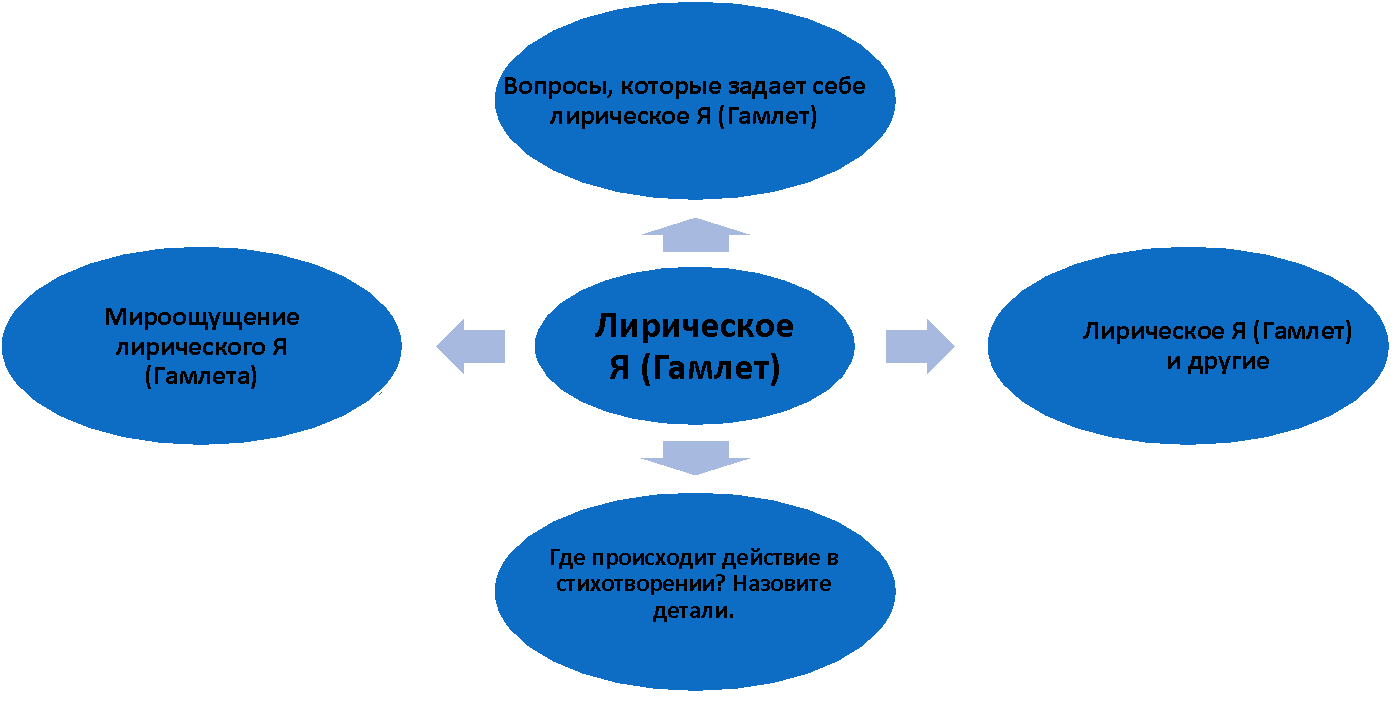 Вопросы, которые задает себе
лирическое Я (Гамлет)
Мироощущение
лирического Я
(Гамлета)
Лирическое
Я (Гамлет)
Лирическое Я (Гамлет)
и другие
Где происходит действие в
стихотворении? Назовите
детали.